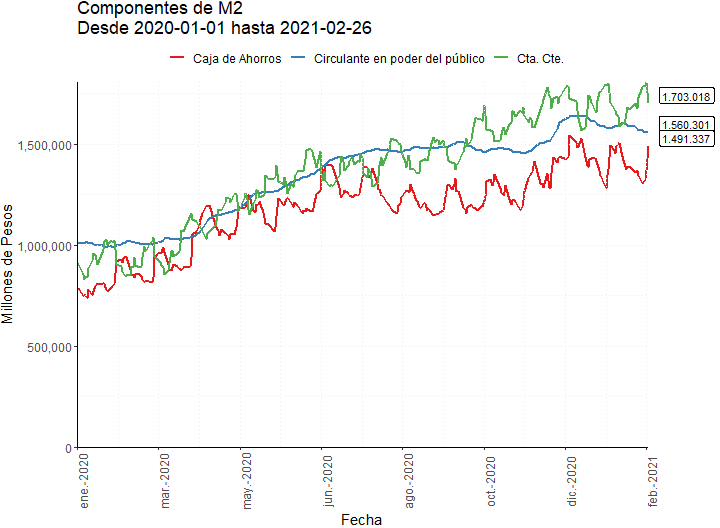 Componentes de M2
Desde 2020-01-01 hasta 2021-02-26
Caja de Ahorros Circulante en poder del público Cta. Cte.
Millones de Pesos
1,500,000
1,000,000
500,000
0
1.703.018
1.560.301
1.491.337
ene.-2020
mar.-2020
may.-2020
jun.-2020
ago.-2020
oct.-2020
dic.-2020
feb.-2021
Fecha